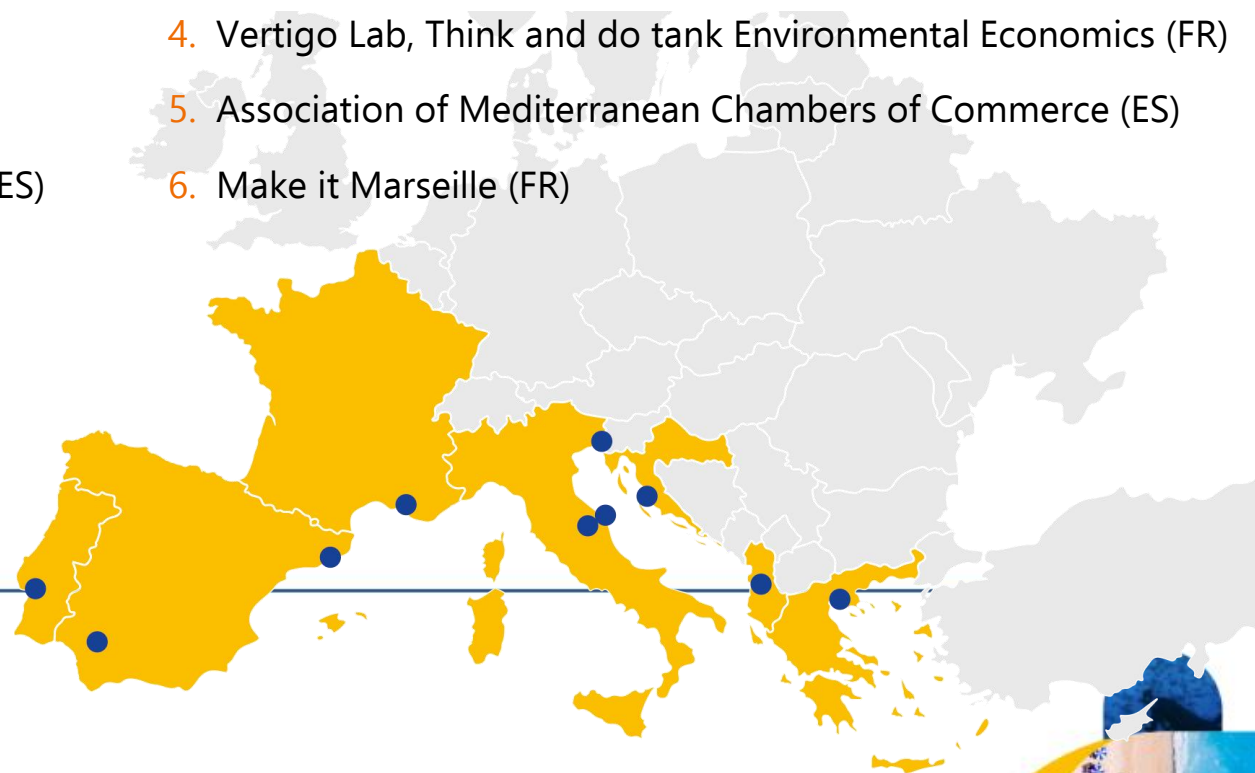 4. Vertigo Lab, Think and do tank Environmental Economics (FR)
5. Association of Mediterranean Chambers of Commerce (ES)
ES)
6. Make it Marseille (FR)